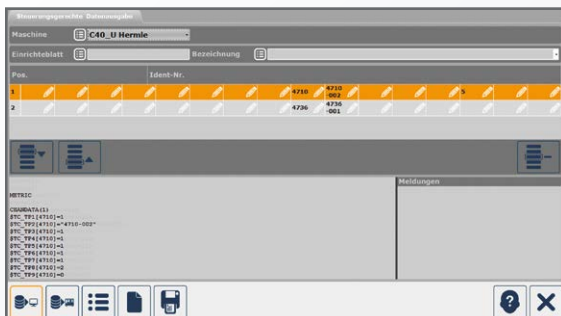 Steuerungsgerechte Datenausgabe
Maschine C40_U Hermle
Einrichteblatt Bezeichnung
Pos. Ident-Nr.
1 4710 4710 -002 5
2 4736 4736 -001
Meldungen
METRIC
CHANDATA(1)
$TC_TP1[4710]=1
$TC_TP2[4710]="4710-002"
$TC_TP3[4710]=1
$TC_TP4[4710]=1
$TC_TP5[4710]=1
$TC_TP6[4710]=1
$TC_TP7[4710]=1
$TC_TP8[4710]=2
$TC_TP9[4710]=0